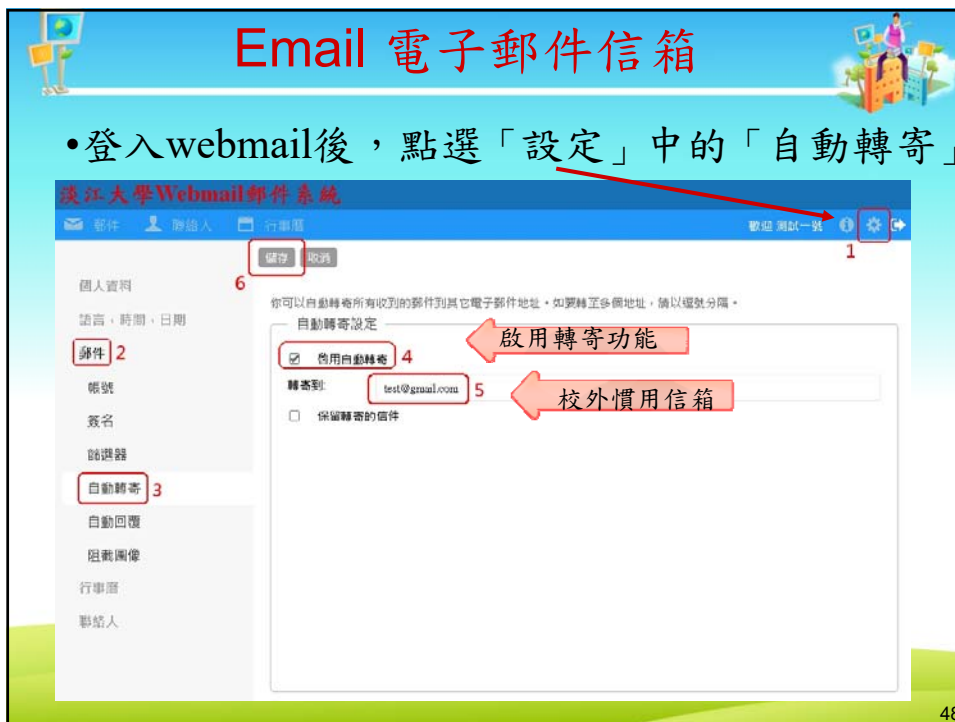 Email 電子郵件信箱
•登入webmail後，點選「設定」中的「自動轉寄」
淡江大學Webmail郵件系統
郵件 聯絡人 行事曆 歡迎 測試一號
1
儲存 取消
6
個人資料
你可以自動轉寄所有收到的郵件到其它電子郵件地址。如要轉至多個地址，請以逗號分隔。
語言，時間，日期
自動轉寄設定
啟用轉寄功能
郵件 2
啓用自動轉寄 4
帳號
轉寄到: test@gmail.com 5
校外慣用信箱
簽名
保留轉寄的信件
篩選器
自動轉寄 3
自動回覆
阻截圖像
行事曆
聯絡人
48